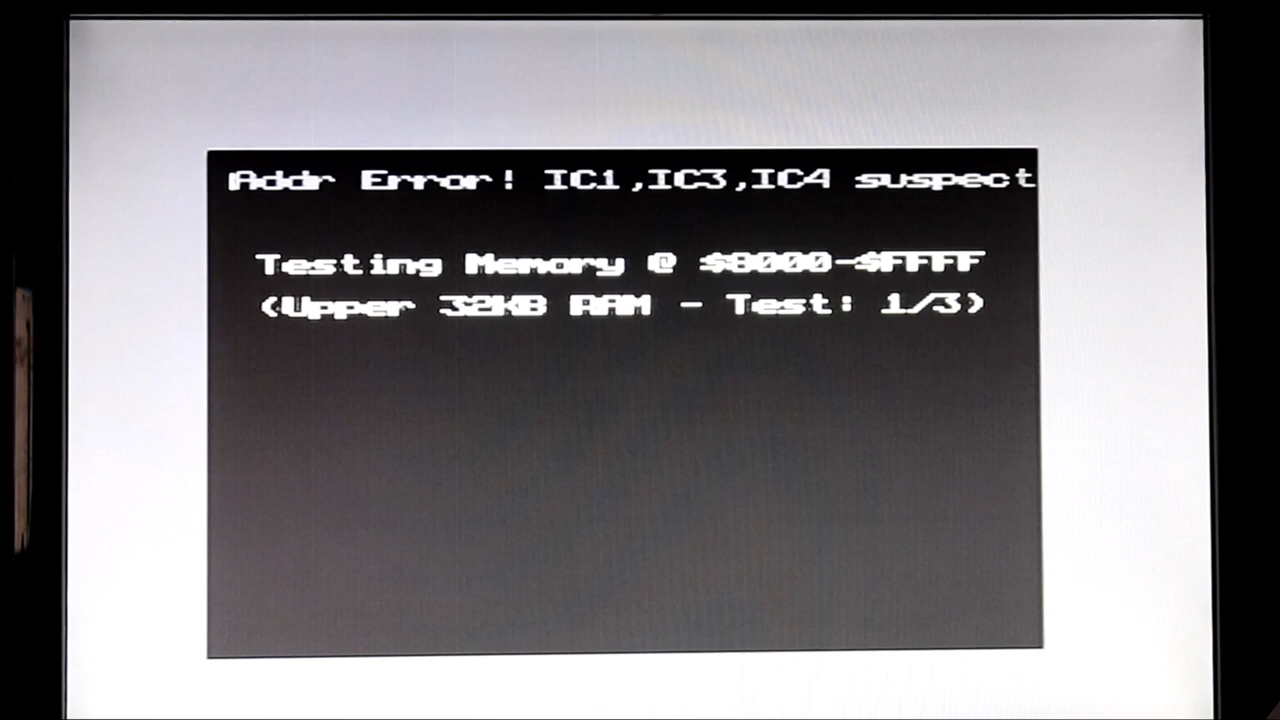 Addr Error! IC1,IC3,IC4 suspect
Testing Memory @ $8000-$FFFF
(Upper 32KB RAM - Test: 1/3)